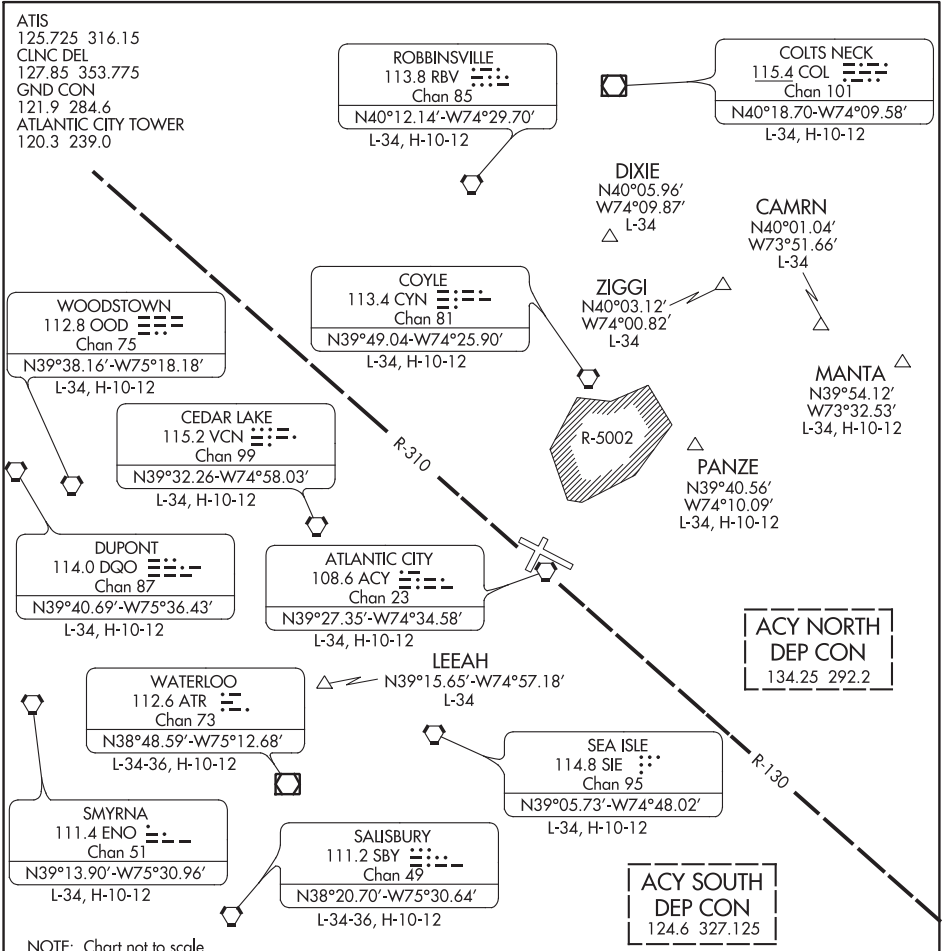 ATIS
125.725 316.15
CLNC DEL
127.85 353.775
GND CON
121.9 284.6
ATLANTIC CITY TOWER
120.3 239.0
ROBBINSVILLE
113.8 RBV
Chan 85
N40°12.14′-W74°29.70′
L-34, H-10-12
COLTS NECK
115.4 COL
Chan 101
N40°18.70-W74°09.58′
L-34, H-10-12
DIXIE
N40°05.96′
W74°09.87′
L-34
CAMRN
N40°01.04′
W73°51.66′
L-34
COYLE
113.4 CYN
Chan 81
N39°49.04-W74°25.90′
L-34, H-10-12
ZIGGI
N40°03.12′
W74°00.82′
L-34
WOODSTOWN
112.8 OOD
Chan 75
N39°38.16′-W75°18.18′
L-34, H-10-12
MANTA
N39°54.12′
W73°32.53′
L-34, H-10-12
CEDAR LAKE
115.2 VCN
Chan 99
N39°32.26-W74°58.03′
L-34, H-10-12
R-310
R-5002
PANZE
N39°40.56′
W74°10.09′
L-34, H-10-12
DUPONT
114.0 DQO
Chan 87
N39°40.69′-W75°36.43′
L-34, H-10-12
ATLANTIC CITY
108.6 ACY
Chan 23
N39°27.35′-W74°34.58′
L-34, H-10-12
ACY NORTH
DEP CON
134.25 292.2
LEEAH
N39°15.65′-W74°57.18′
L-34
WATERLOO
112.6 ATR
Chan 73
N38°48.59′-W75°12.68′
L-34-36, H-10-12
SEA ISLE
114.8 SIE
Chan 95
N39°05.73′-W74°48.02′
L-34, H-10-12
R-130
SMYRNA
111.4 ENO
Chan 51
N39°13.90′-W75°30.96′
L-34, H-10-12
SALISBURY
111.2 SBY
Chan 49
N38°20.70′-W75°30.64′
L-34-36, H-10-12
ACY SOUTH
DEP CON
124.6 327.125
NOTE: Chart not to scale